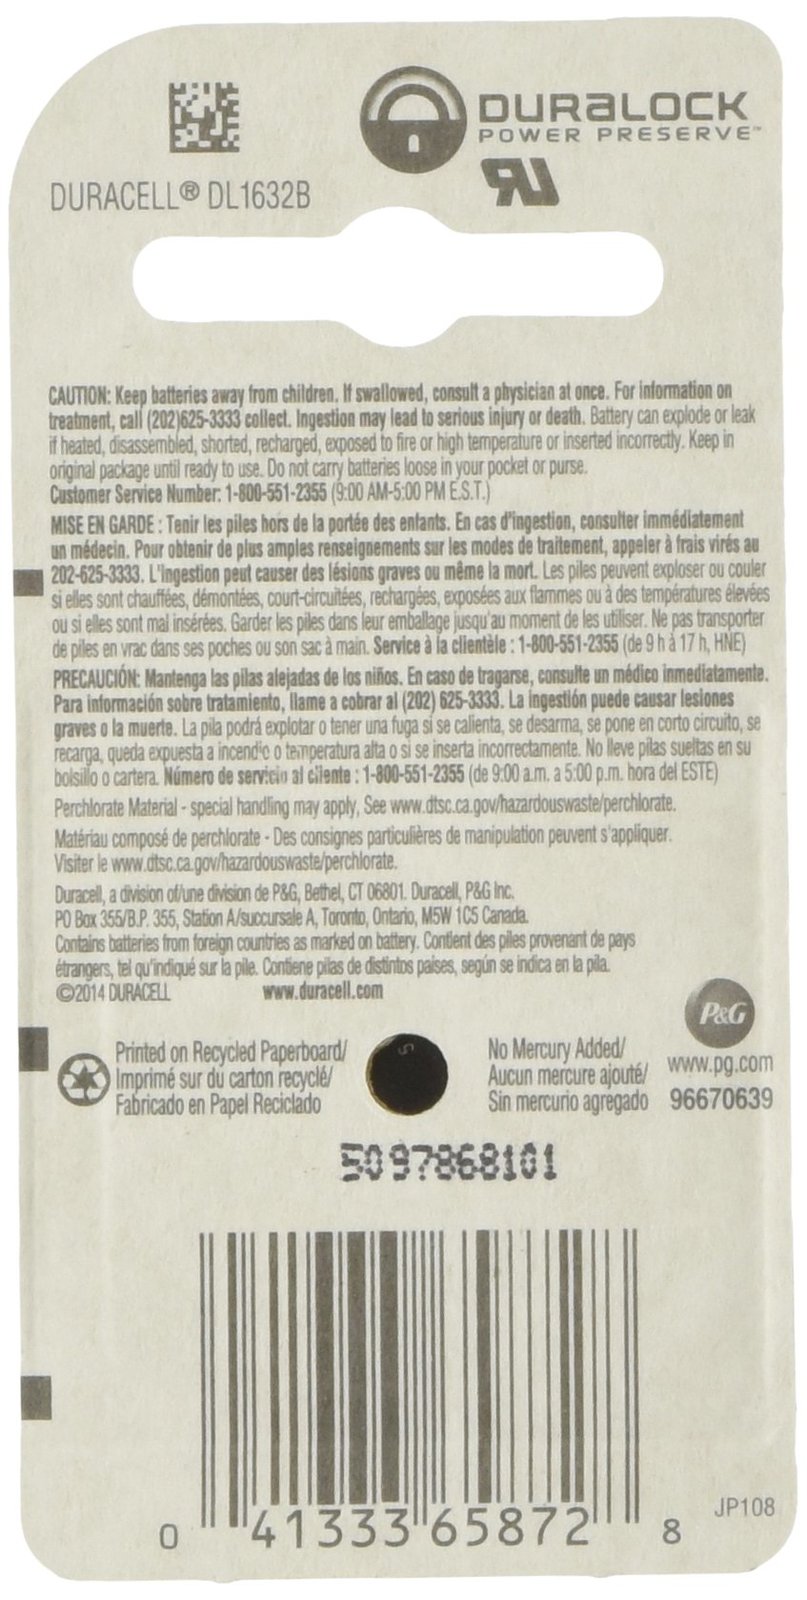 DURALOCK
POWER PRESERVE™
DURACELL® DL1632B
CAUTION: Keep batteries away from children. If swallowed, consult a physician at once. For information on
treatment, call (202)625-3333 collect. Ingestion may lead to serious injury or death. Battery can explode or leak
if heated, disassembled, shorted, recharged, exposed to fire or high temperature or inserted incorrectly. Keep in
original package until ready to use. Do not carry batteries loose in your pocket or purse.
Customer Service Number: 1-800-551-2355 (9:00 AM-5:00 PM E.S.T.)
MISE EN GARDE : Tenir les piles hors de la portée des enfants. En cas d'ingestion, consulter immédiatement
un médecin. Pour obtenir de plus amples renseignements sur les modes de traitement, appeler à frais virés au
202-625-3333. L'ingestion peut causer des lésions graves ou même la mort. Les piles peuvent exploser ou couler
si elles sont chauffées, démontées, court-circuitées, rechargées, exposées aux flammes ou à des températures élevées
ou si elles sont mal insérées. Garder les piles dans leur emballage jusqu'au moment de les utiliser. Ne pas transporter
de piles en vrac dans ses poches ou son sac à main. Service à la clientèle : 1-800-551-2355 (de 9 h à 17 h, HNE)
PRECAUCIÓN: Mantenga las pilas alejadas de los niños. En caso de tragarse, consulte un médico inmediatamente.
Para información sobre tratamiento, llame a cobrar al (202) 625-3333. La ingestión puede causar lesiones
graves o la muerte. La pila podrá explotar o tener una fuga si se calienta, se desarma, se pone en corto circuito, se
recarga, queda expuesta a incendio o temperatura alta o si se inserta incorrectamente. No lleve pilas sueltas en su
bolsillo o cartera. Número de servicio al cliente : 1-800-551-2355 (de 9:00 a.m. a 5:00 p.m. hora del ESTE)
Perchlorate Material - special handling may apply, See www.dtsc.ca.gov/hazardouswaste/perchlorate.
Matériau composé de perchlorate - Des consignes particulières de manipulation peuvent s'appliquer.
Visiter le www.dtsc.ca.gov/hazardouswaste/perchlorate.
Duracell, a division of/une division de P&G, Bethel, CT 06801. Duracell, P&G Inc.
PO Box 355/B.P. 355, Station A/succursale A, Toronto, Ontario, M5W 1C5 Canada.
Contains batteries from foreign countries as marked on battery. Contient des piles provenant de pays
étrangers, tel qu'indiqué sur la pile. Contiene pilas de distintos países, según se indica en la pila.
©2014 DURACELL www.duracell.com
P&G
www.pg.com
96670639
Printed on Recycled Paperboard/
Imprimé sur du carton recyclé/
Fabricado en Papel Reciclado
No Mercury Added/
Aucun mercure ajouté/
Sin mercurio agregado
5097868101
JP108
0 41333 65872 8